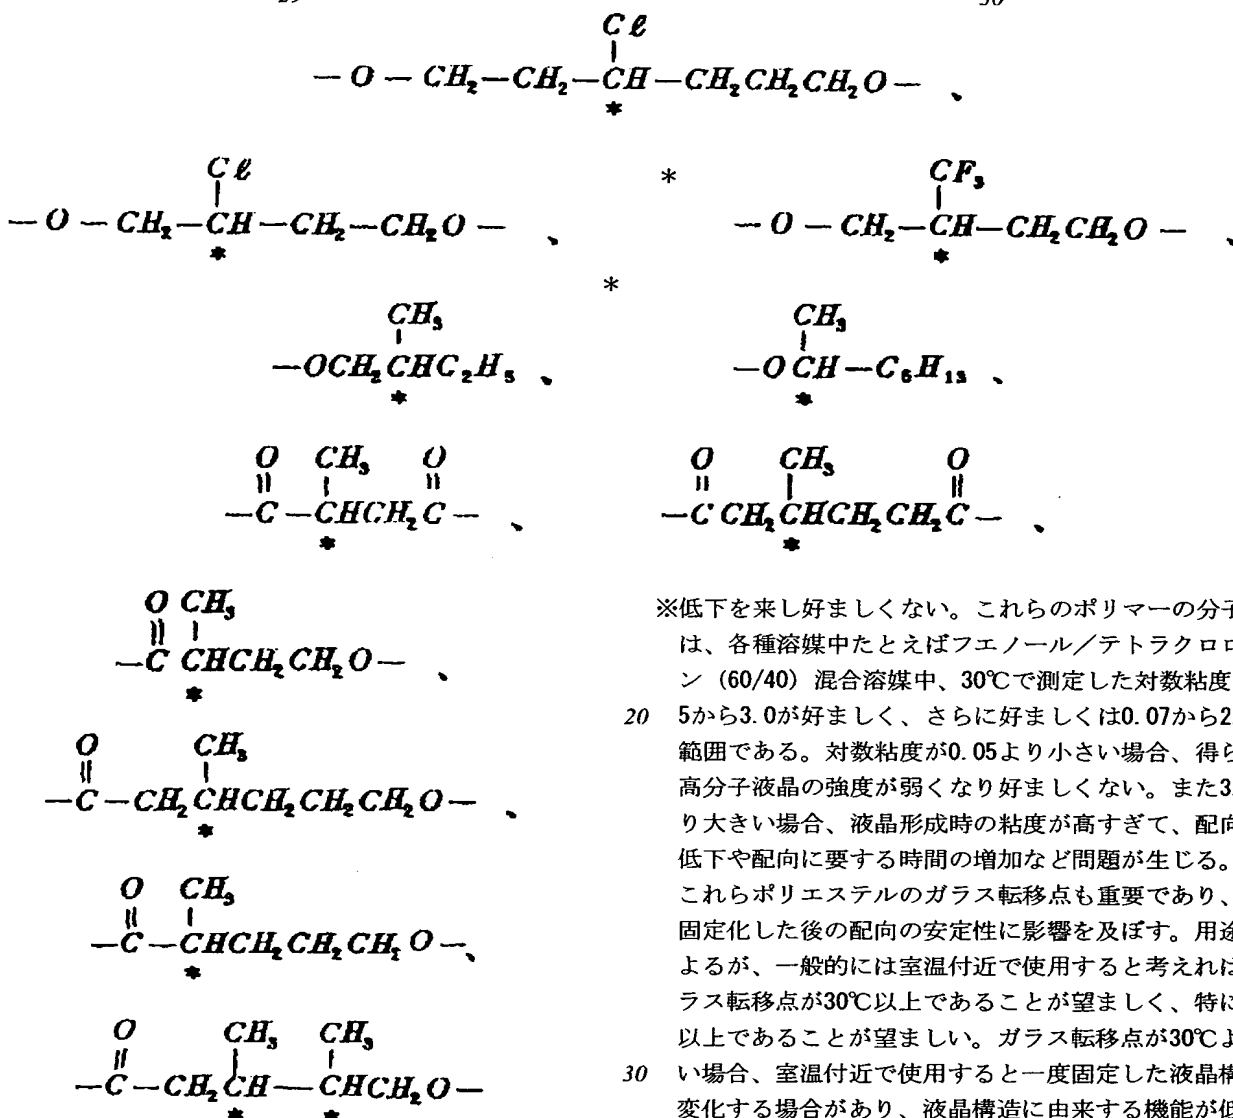 Cℓ
— O — CH₂—CH₂—CH—CH₂CH₂CH₂O — 、
*
Cℓ
— O — CH₂—CH—CH₂—CH₂O — 、
*
*
CF₃
— O — CH₂—CH—CH₂CH₂O — 、
*
*
CH₃
—OCH₂CHC₂H₅ 、
*
CH₃
—OCH—C₆H₁₃ 、
*
O CH₃ O
—C—CHCH₂C— 、
*
O CH₃ O
—C CH₂CHCH₂CH₂C— 、
*
O CH₃
—C CHCH₂CH₂O— 、
*
O CH₃
—C—CH₂CHCH₂CH₂CH₂O— 、
*
O CH₃
—C—CHCH₂CH₂CH₂O—、
*
O CH₃ CH₃
—C—CH₂CH—CHCH₂O—
* *
※低下を来し好ましくない。これらのポリマーの分子
は、各種溶媒中たとえばフエノール／テトラクロロ
ン（60/40）混合溶媒中、30℃で測定した対数粘度
20 5から3.0が好ましく、さらに好ましくは0.07から2
範囲である。対数粘度が0.05より小さい場合、得ら
高分子液晶の強度が弱くなり好ましくない。また3
り大きい場合、液晶形成時の粘度が高すぎて、配向
低下や配向に要する時間の増加など問題が生じる。
これらポリエステルのガラス転移点も重要であり、
固定化した後の配向の安定性に影響を及ぼす。用途
よるが、一般的には室温付近で使用すると考えれば
ラス転移点が30℃以上であることが望ましく、特に
以上であることが望ましい。ガラス転移点が30℃よ
30 い場合、室温付近で使用すると一度固定した液晶構
変化する場合があり、液晶構造に由来する機能が低